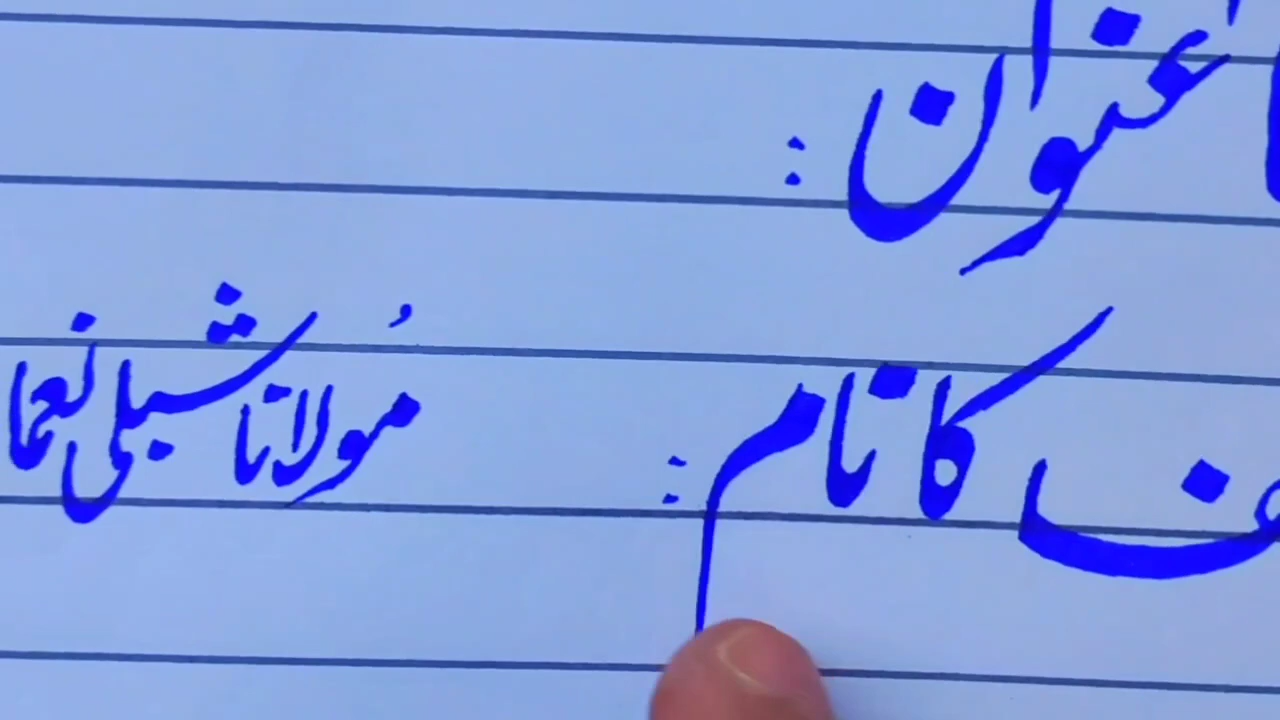 عنوان :
کا نام : مولانا شبلی